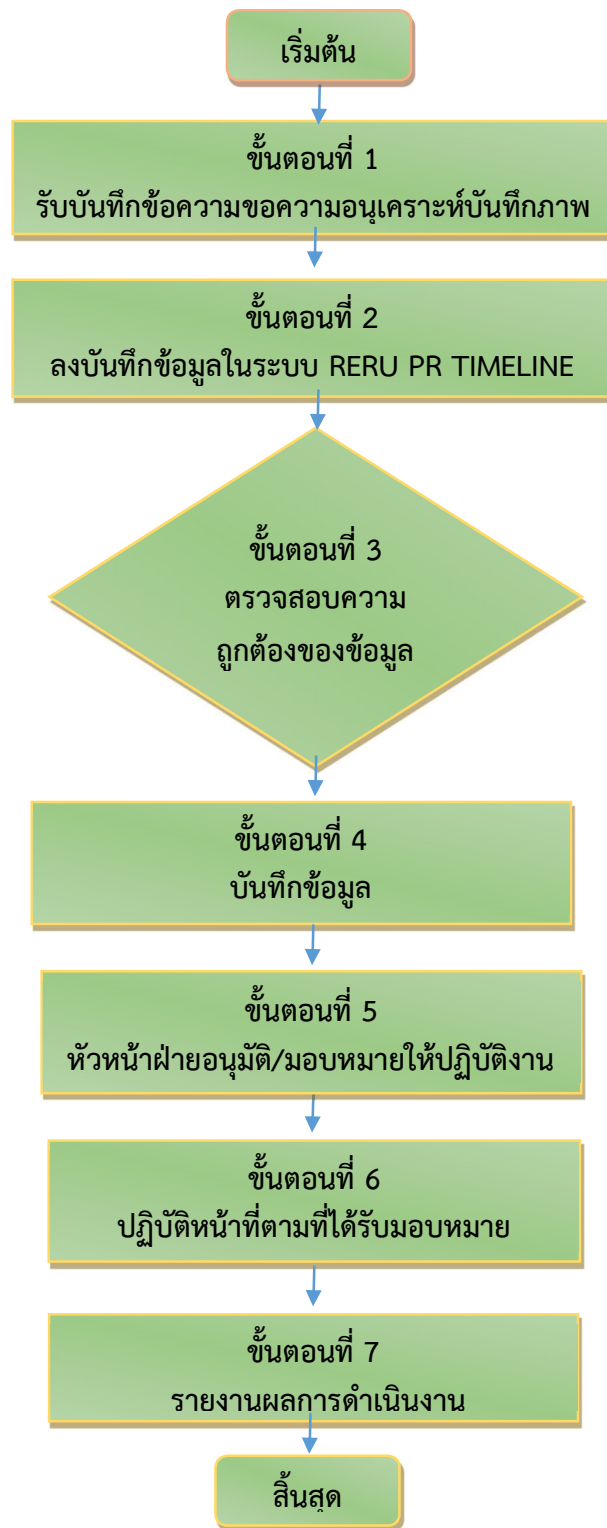 เริ่มต้น
ขั้นตอนที่ 1
รับบันทึกข้อความขอความอนุเคราะห์บันทึกภาพ
ขั้นตอนที่ 2
ลงบันทึกข้อมูลในระบบ RERU PR TIMELINE
ขั้นตอนที่ 3
ตรวจสอบความ
ถูกต้องของข้อมูล
ขั้นตอนที่ 4
บันทึกข้อมูล
ขั้นตอนที่ 5
หัวหน้าฝ่ายอนุมัติ/มอบหมายให้ปฏิบัติงาน
ขั้นตอนที่ 6
ปฏิบัติหน้าที่ตามที่ได้รับมอบหมาย
ขั้นตอนที่ 7
รายงานผลการดำเนินงาน
สิ้นสุด